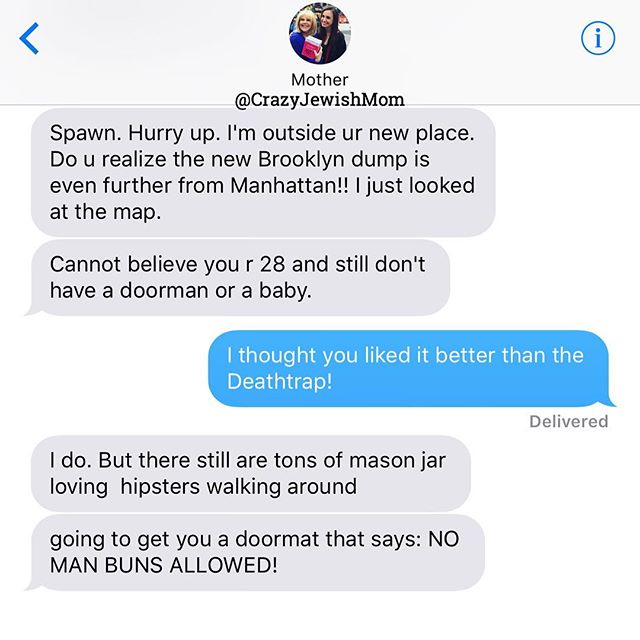 Mother
@CrazyJewishMom
Spawn. Hurry up. I'm outside ur new place.
Do u realize the new Brooklyn dump is
even further from Manhattan!! I just looked
at the map.
Cannot believe you r 28 and still don't
have a doorman or a baby.
I thought you liked it better than the
Deathtrap!
Delivered
I do. But there still are tons of mason jar
loving  hipsters walking around
going to get you a doormat that says: NO
MAN BUNS ALLOWED!